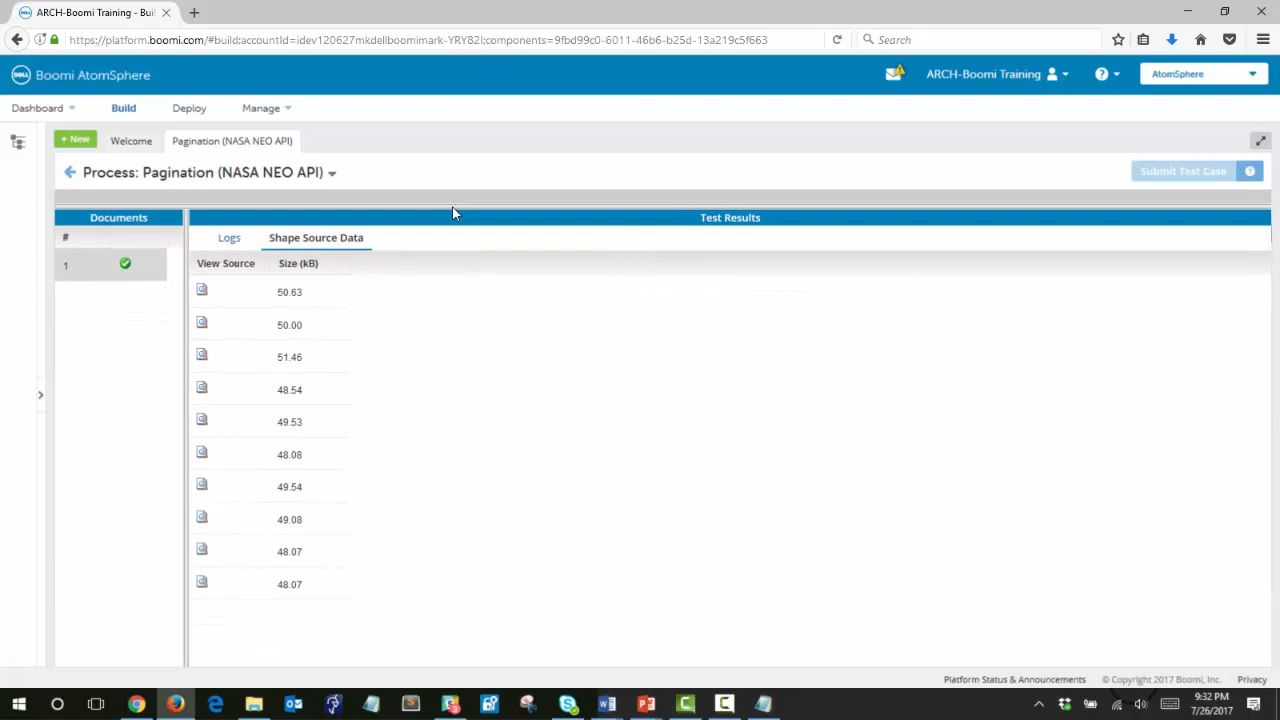 ARCH-Boomi Training - Buil
https://platform.boomi.com/#build;accountId=idev120627mkdellboomimark-YRY82I;components=9fbd99c0-6011-46b6-b25d-13a219c5f663
Search
DELL Boomi AtomSphere
ARCH-Boomi Training
?
AtomSphere
Dashboard
Build
Deploy
Manage
+ New
Welcome
Pagination (NASA NEO API)
Process: Pagination (NASA NEO API)
Submit Test Case
?
Documents
Test Results
#
Logs
Shape Source Data
1
View Source
Size (kB)
50.63
50.00
51.46
48.54
49.53
48.08
49.54
49.08
48.07
48.07
Platform Status & Announcements
© Copyright 2017 Boomi, Inc.
Privacy
9:32 PM
7/26/2017